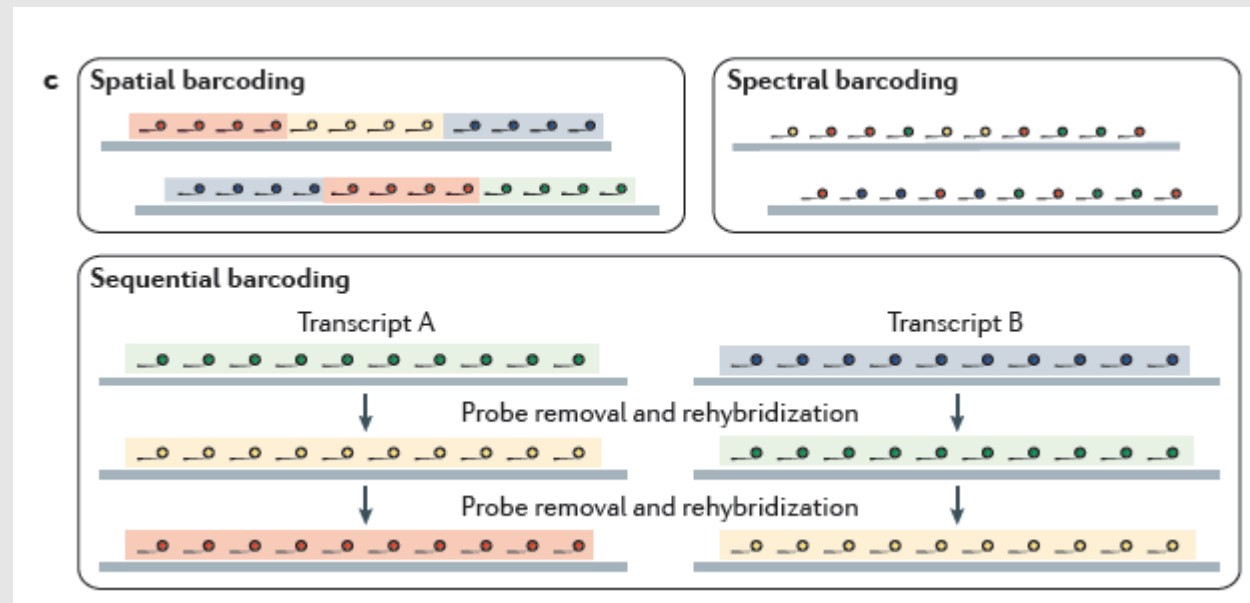 c
Spatial barcoding
Spectral barcoding
Sequential barcoding
Transcript A
Transcript B
Probe removal and rehybridization
Probe removal and rehybridization